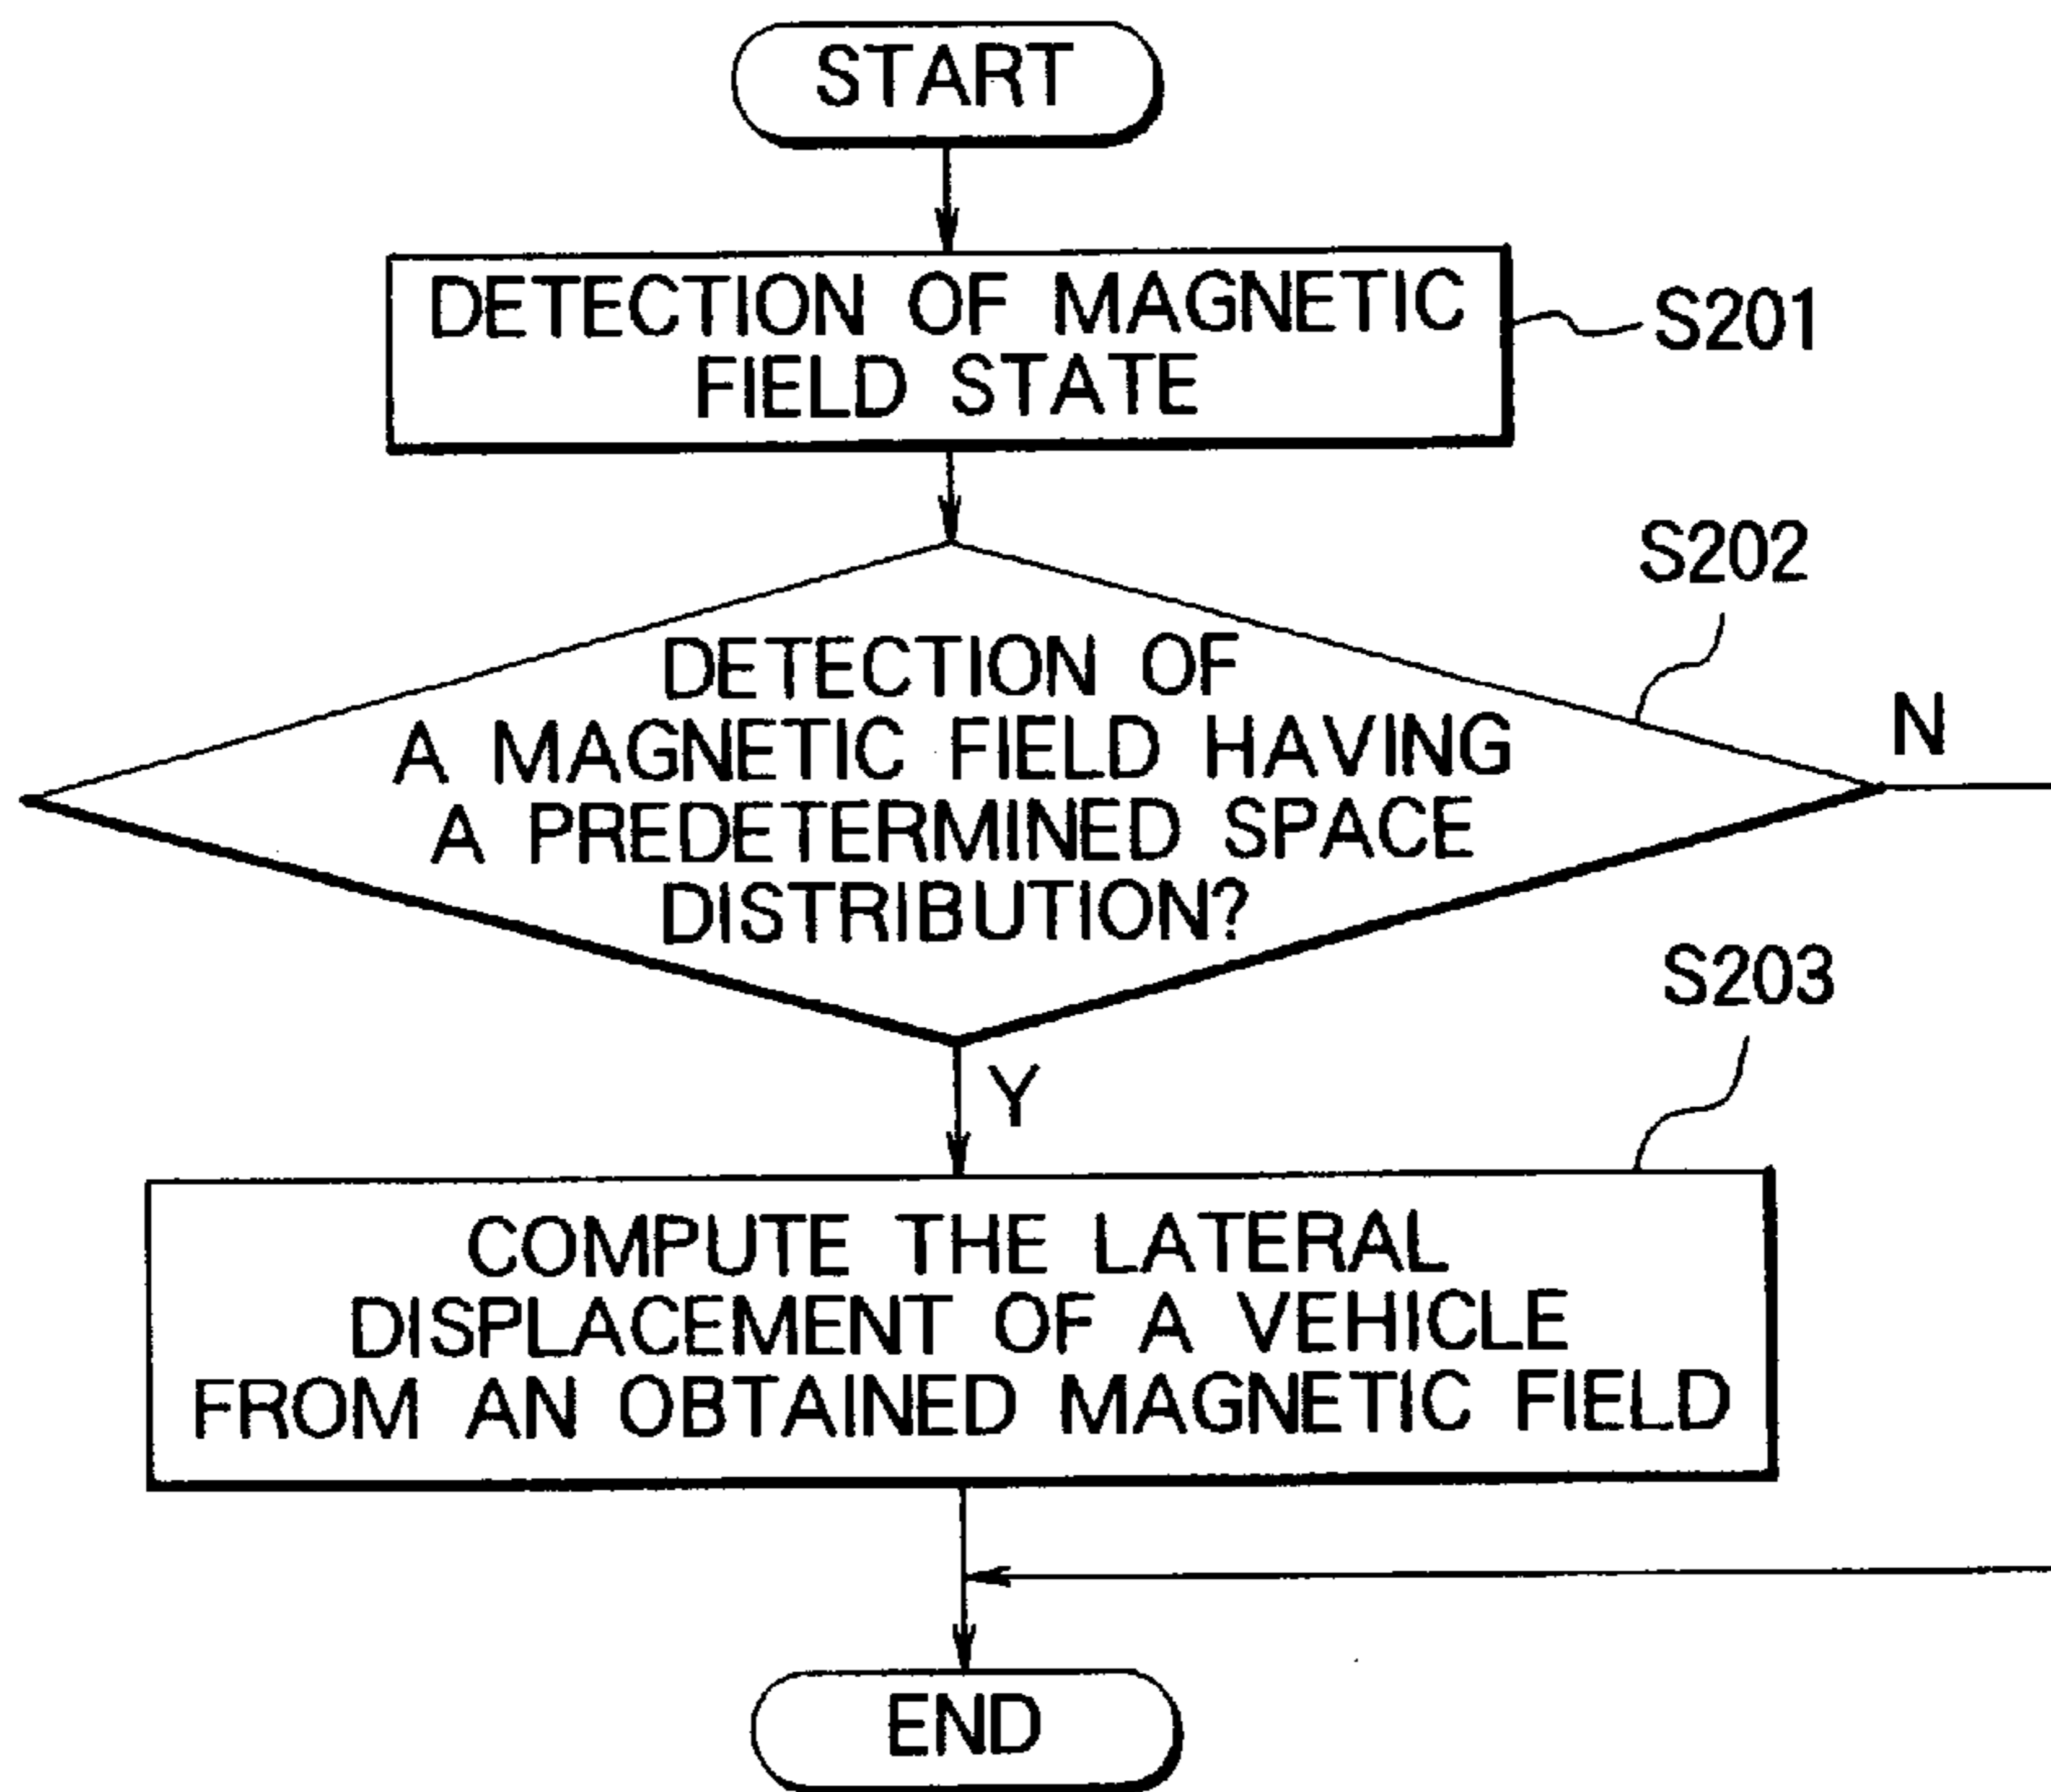 START
DETECTION OF MAGNETIC
FIELD STATE
S201
S202
DETECTION OF
A MAGNETIC FIELD HAVING
A PREDETERMINED SPACE
DISTRIBUTION?
N
Y
S203
COMPUTE THE LATERAL
DISPLACEMENT OF A VEHICLE
FROM AN OBTAINED MAGNETIC FIELD
END